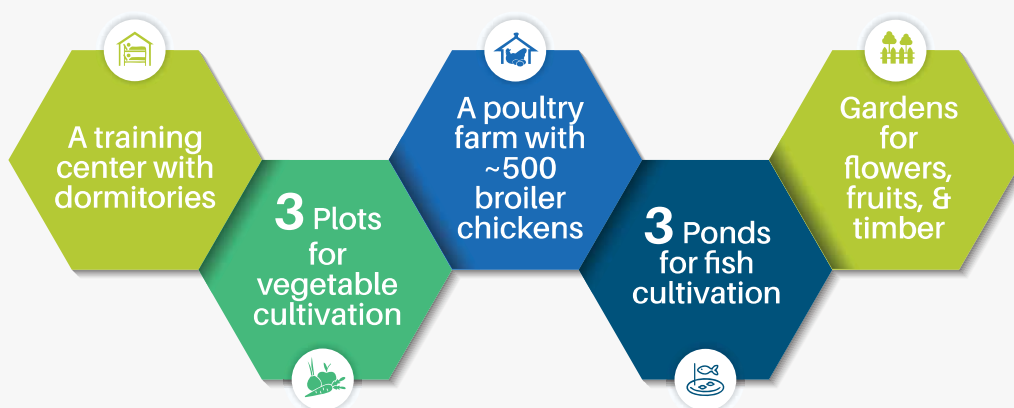 A training
center with
dormitories
3 Plots
for
vegetable
cultivation
A poultry
farm with
~500
broiler
chickens
3 Ponds
for fish
cultivation
Gardens
for
flowers,
fruits, &
timber